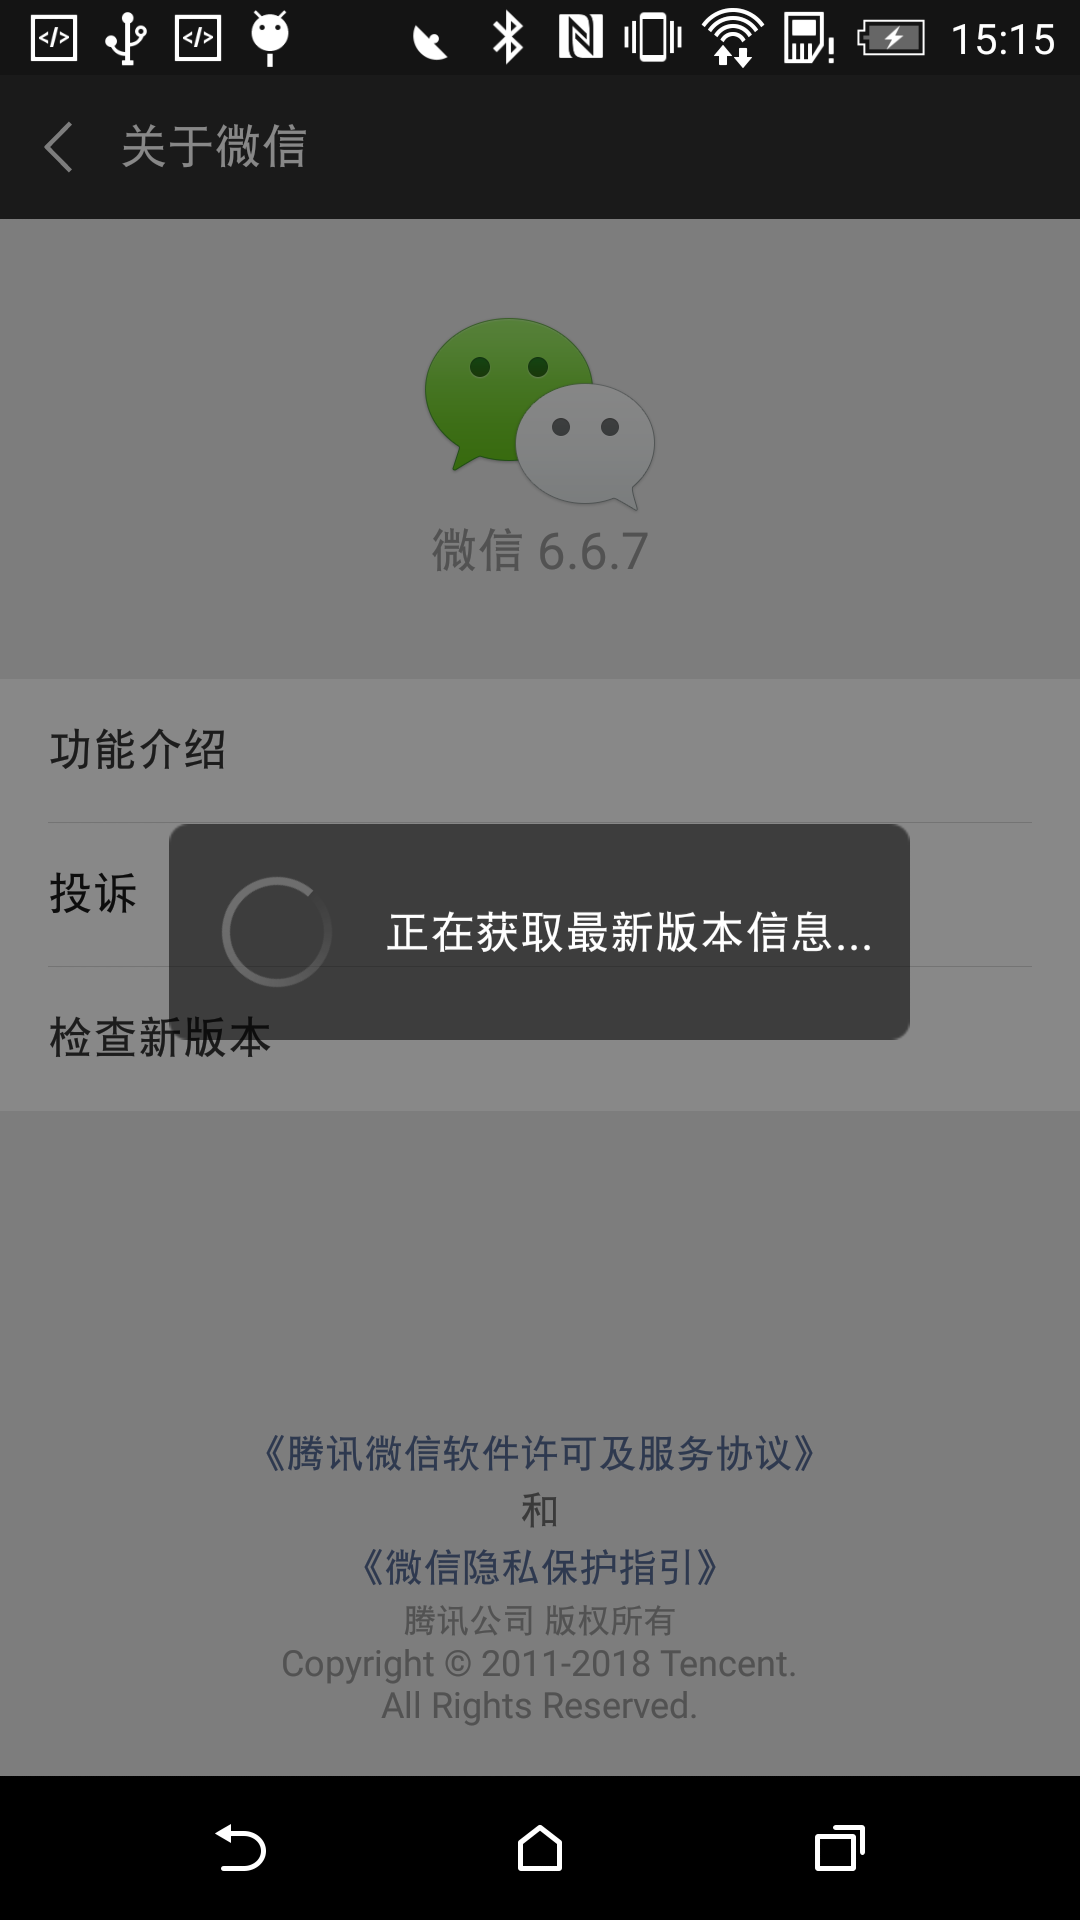 15:15
关于微信
微信 6.6.7
功能介绍
投诉
正在获取最新版本信息...
检查新版本
《腾讯微信软件许可及服务协议》
和
《微信隐私保护指引》
腾讯公司 版权所有
Copyright © 2011-2018 Tencent.
All Rights Reserved.